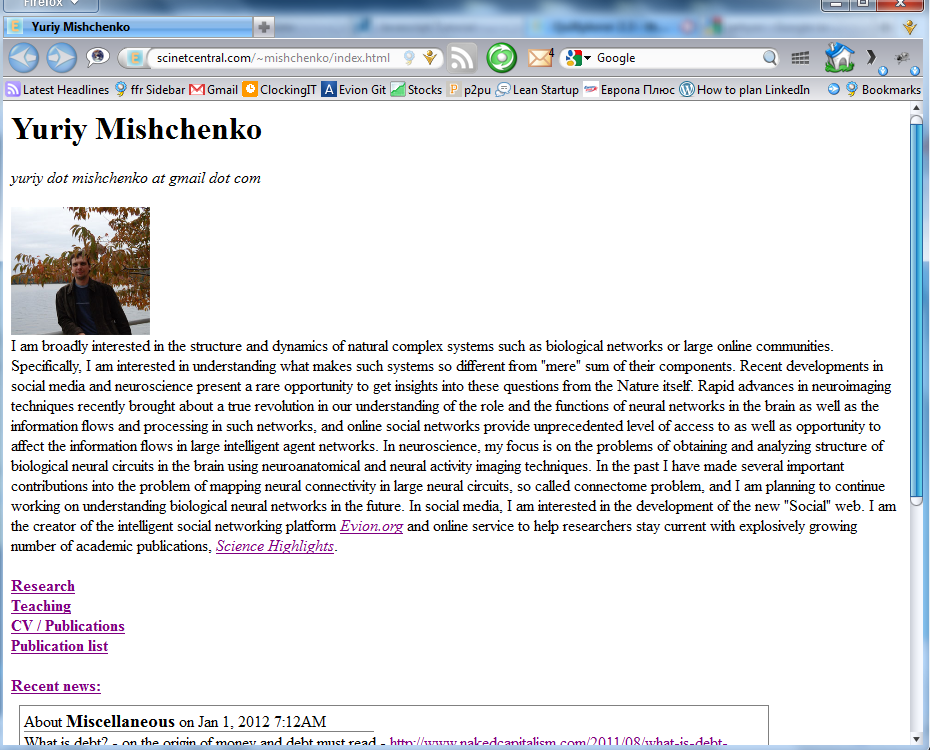 Firefox
Yuriy Mishchenko
scinetcentral.com/~mishchenko/index.html
4
Google
Latest Headlines ffr Sidebar Gmail ClockingIT Evion Git Stocks p2pu Lean Startup Европа Плюс How to plan LinkedIn Bookmarks
Yuriy Mishchenko
yuriy dot mishchenko at gmail dot com
I am broadly interested in the structure and dynamics of natural complex systems such as biological networks or large online communities.
Specifically, I am interested in understanding what makes such systems so different from "mere" sum of their components. Recent developments in
social media and neuroscience present a rare opportunity to get insights into these questions from the Nature itself. Rapid advances in neuroimaging
techniques recently brought about a true revolution in our understanding of the role and the functions of neural networks in the brain as well as the
information flows and processing in such networks, and online social networks provide unprecedented level of access to as well as opportunity to
affect the information flows in large intelligent agent networks. In neuroscience, my focus is on the problems of obtaining and analyzing structure of
biological neural circuits in the brain using neuroanatomical and neural activity imaging techniques. In the past I have made several important
contributions into the problem of mapping neural connectivity in large neural circuits, so called connectome problem, and I am planning to continue
working on understanding biological neural networks in the future. In social media, I am interested in the development of the new "Social" web. I am
the creator of the intelligent social networking platform Evion.org and online service to help researchers stay current with explosively growing
number of academic publications, Science Highlights.
Research
Teaching
CV / Publications
Publication list
Recent news:
About Miscellaneous on Jan 1, 2012 7:12AM
What is debt? - on the origin of money and debt must read - http://www.nakedcapitalism.com/2011/08/what-is-debt-